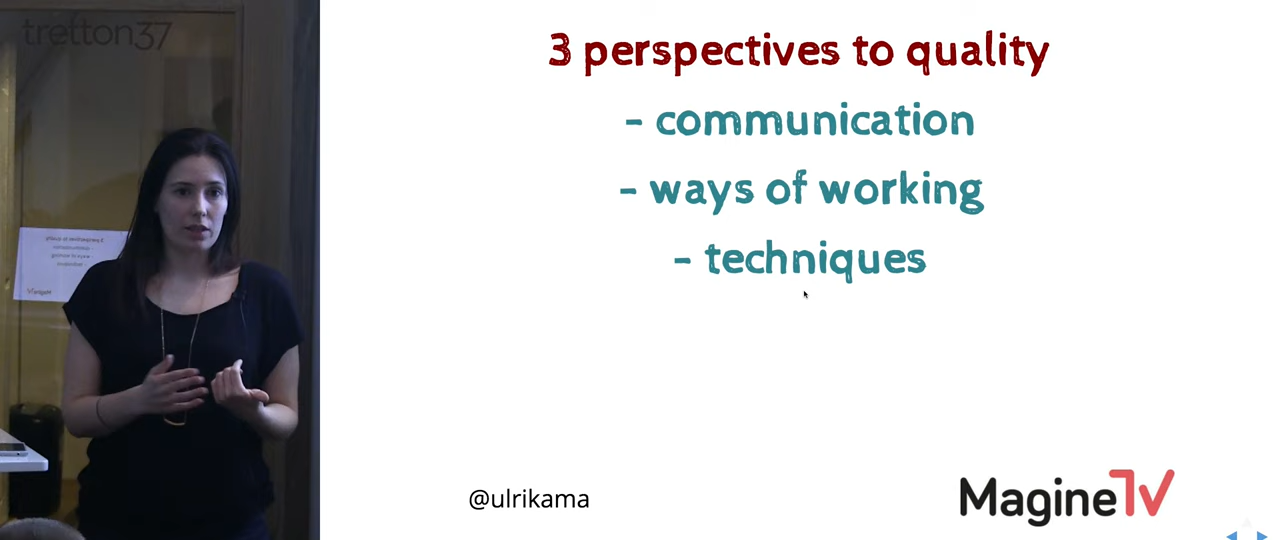 tretton37
3 perspectives to quality
- communication
- ways of working
- techniques
@ulrikama
MagineTV